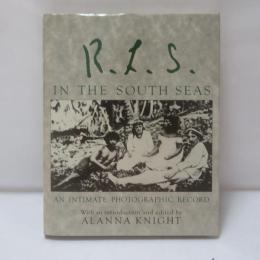 R.L.S.
IN THE SOUTH SEAS
AN INTIMATE PHOTOGRAPHIC RECORD
With an introduction and edited by
ALANNA KNIGHT